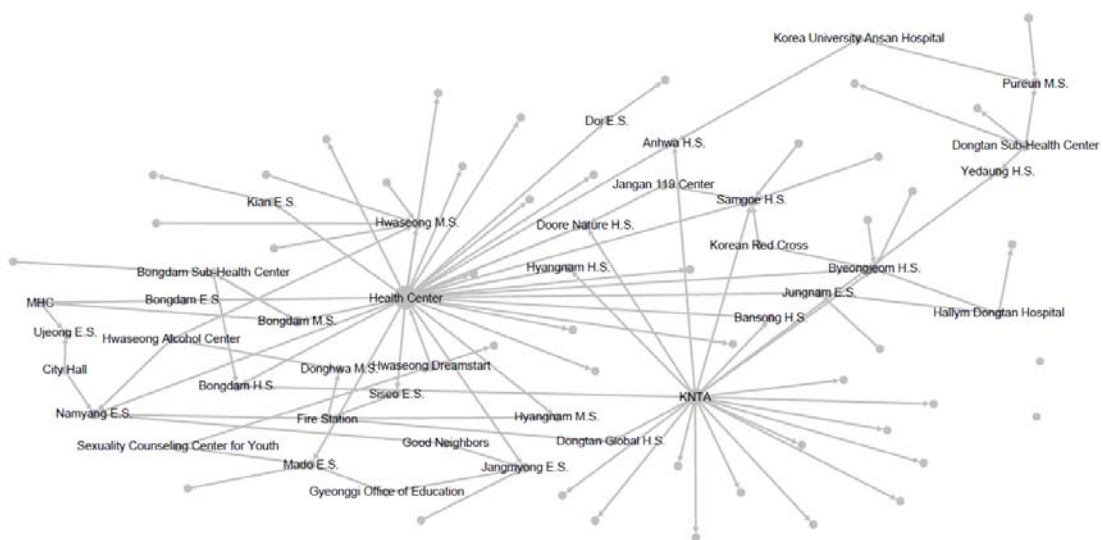 Korea University Ansan Hospital
Pureun M.S.
Doi E.S.
Anhwa H.S.
Dongtan Sub-Health Center
Yedaung H.S.
Jangan 119 Center
Kian E.S.
Samgoe H.S.
Hwaseong M.S.
Doore Nature H.S.
Korean Red Cross
Hyangnam H.S.
Byeongjeom H.S.
Bongdam Sub-Health Center
Jungnam E.S.
MHC
Bongdam E.S.
Health Center
Hallym Dongtan Hospital
Bongdam M.S.
Bansong H.S.
Ujeong E.S.
Hwaseong Alcohol Center
City Hall
Donghwa M.S.
Hwaseong Dreamstart
Bongdam H.S.
Siseo E.S.
KNTA
Namyang E.S.
Fire Station
Hyangnam M.S.
Sexuality Counseling Center for Youth
Good Neighbors
Dongtan Global H.S.
Mado E.S.
Jangmyong E.S.
Gyeonggi Office of Education